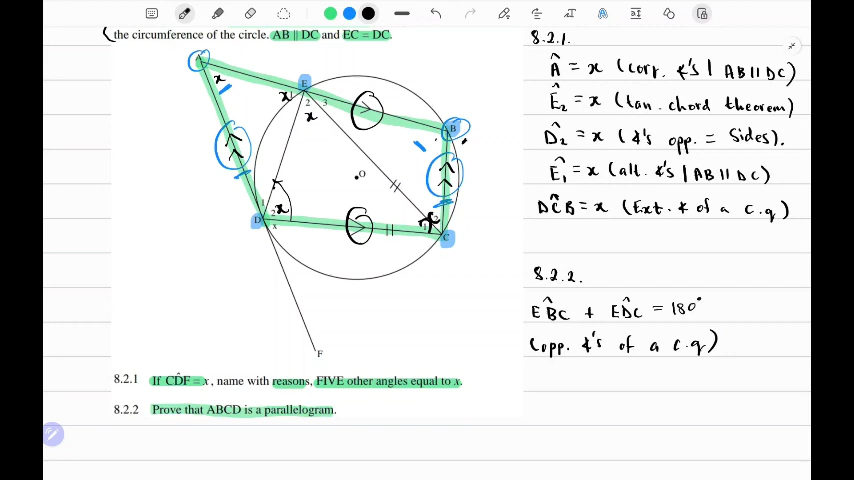 the circumference of the circle. AB || DC and EC = DC.
x
E
x
1
2
3
x
B
O
1
D
2
x
x
1
2
C
F
8.2.1 If CD̂F = x, name with reasons, FIVE other angles equal to x.
8.2.2 Prove that ABCD is a parallelogram.
8.2.1.
Â = x (corr. ∠'s | AB || DC)
Ê₂ = x (tan. chord theorem)
D̂₂ = x (∠'s opp. = sides).
Ê₁ = x (alt. ∠'s | AB || DC)
DĈB = x (Ext. ∠ of a c.q)
8.2.2.
EB̂C + ED̂C = 180°
(opp. ∠'s of a c.q)